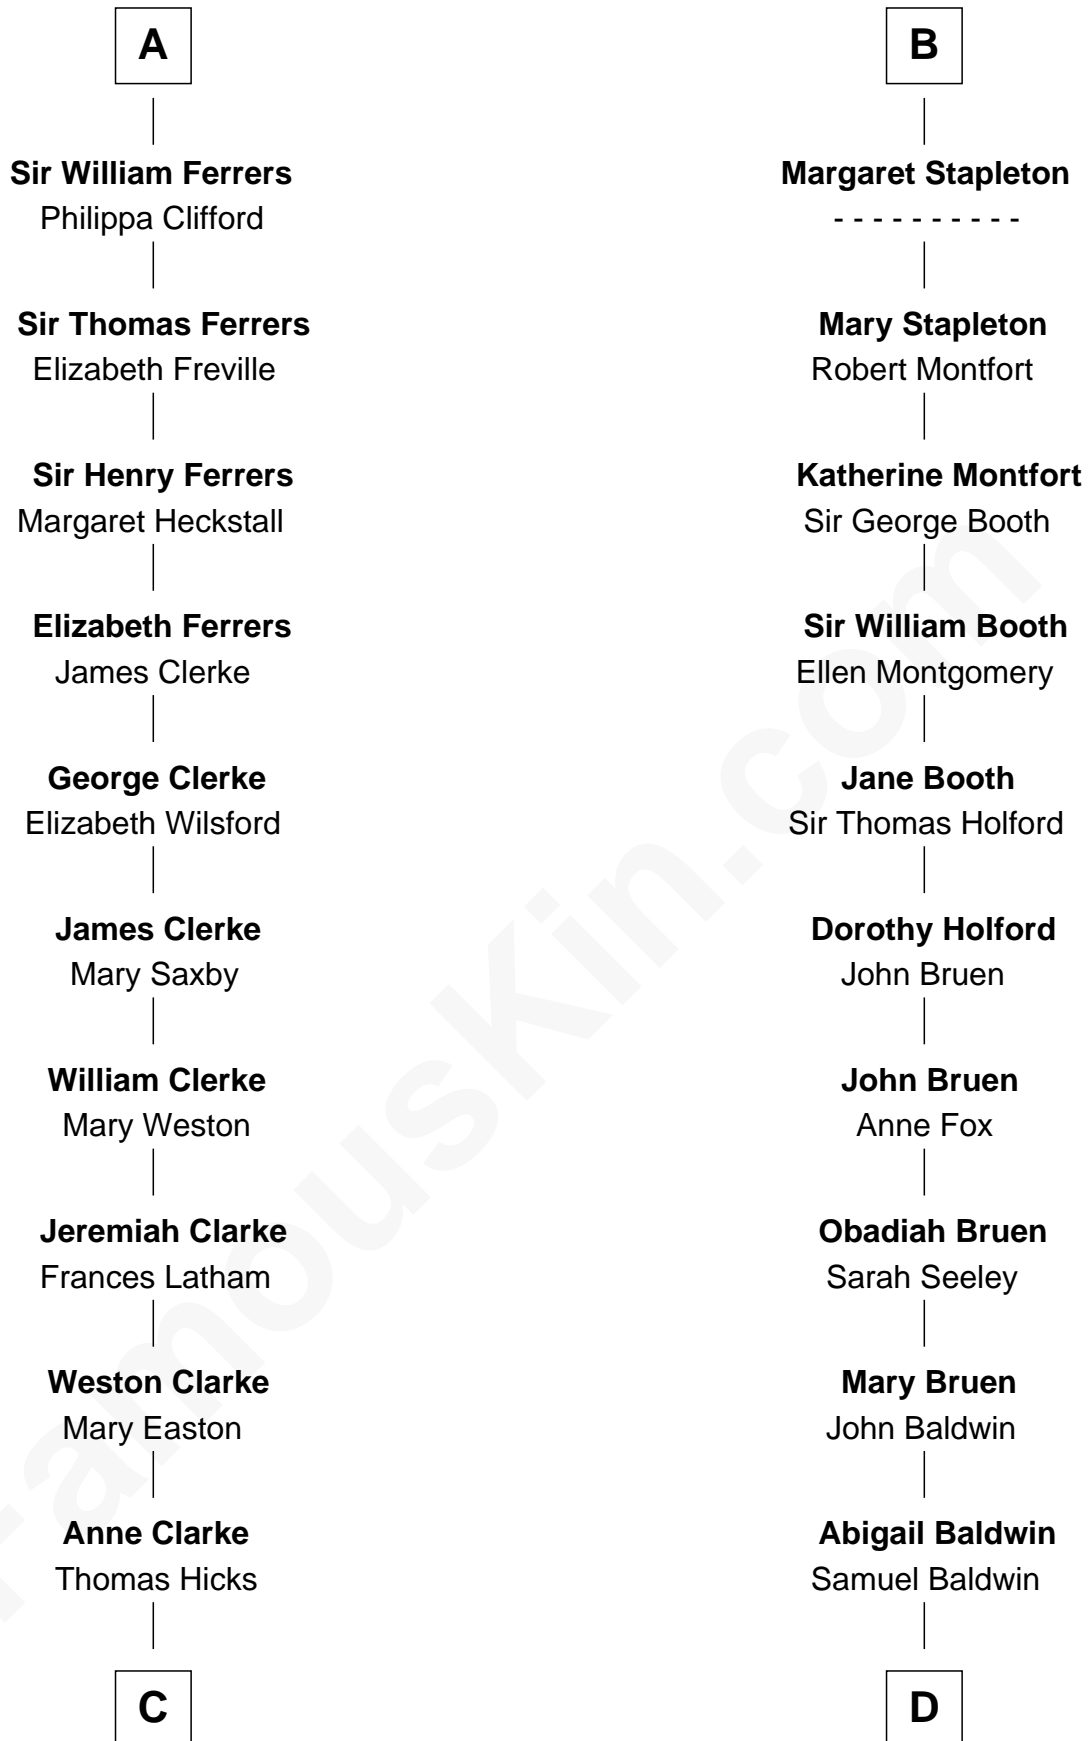 A
Sir William Ferrers
Philippa Clifford
Sir Thomas Ferrers
Elizabeth Freville
Sir Henry Ferrers
Margaret Heckstall
Elizabeth Ferrers
James Clerke
George Clerke
Elizabeth Wilsford
James Clerke
Mary Saxby
William Clerke
Mary Weston
Jeremiah Clarke
Frances Latham
Weston Clarke
Mary Easton
Anne Clarke
Thomas Hicks
C
B
Margaret Stapleton
- - - - - - - - - -
Mary Stapleton
Robert Montfort
Katherine Montfort
Sir George Booth
Sir William Booth
Ellen Montgomery
Jane Booth
Sir Thomas Holford
Dorothy Holford
John Bruen
John Bruen
Anne Fox
Obadiah Bruen
Sarah Seeley
Mary Bruen
John Baldwin
Abigail Baldwin
Samuel Baldwin
D
FamousKin.com